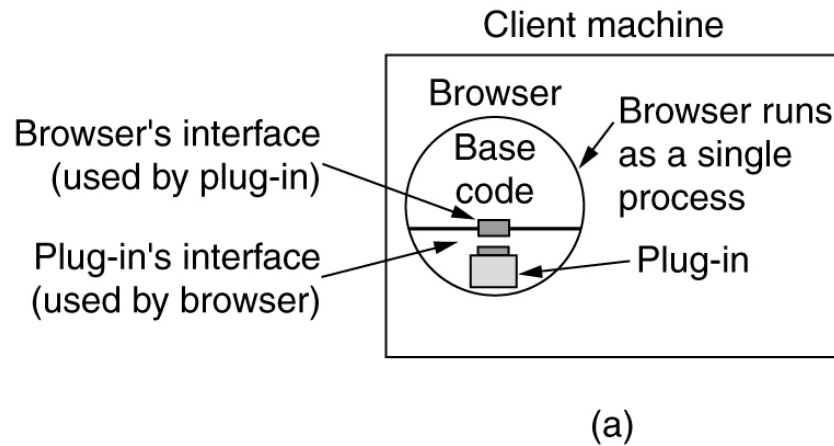 Client machine
Browser
Browser's interface
(used by plug-in)
Base
code
Browser runs
as a single
process
Plug-in's interface
(used by browser)
Plug-in
(a)